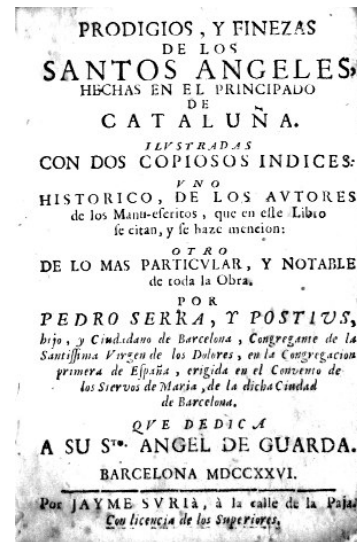 PRODIGIOS, Y FINEZAS
DE LOS
SANTOS ANGELES,
HECHAS EN EL PRINCIPADO
DE
CATALUÑA.
ILVSTRADAS
CON DOS COPIOSOS INDICES:
VNO
HISTORICO, DE LOS AVTORES
de los Manu-escritos, que en este Libro
se citan, y se haze mencion:
OTRO
DE LO MAS PARTICVLAR, Y NOTABLE
de toda la Obra.
POR
PEDRO SERRA, Y POSTIVS,
hijo, y Ciudadano de Barcelona, Congregante de la
Santissima Virgen de los Dolores, en la Congregacion
primera de España, erigida en el Convento de
los Siervos de Maria, de la dicha Ciudad
de Barcelona.
QVE DEDICA
A SU Sto. ANGEL DE GUARDA.
BARCELONA MDCCXXVI.
Por JAYME SVRIà, à la calle de la Paja.
Con licencia de los Superiores.